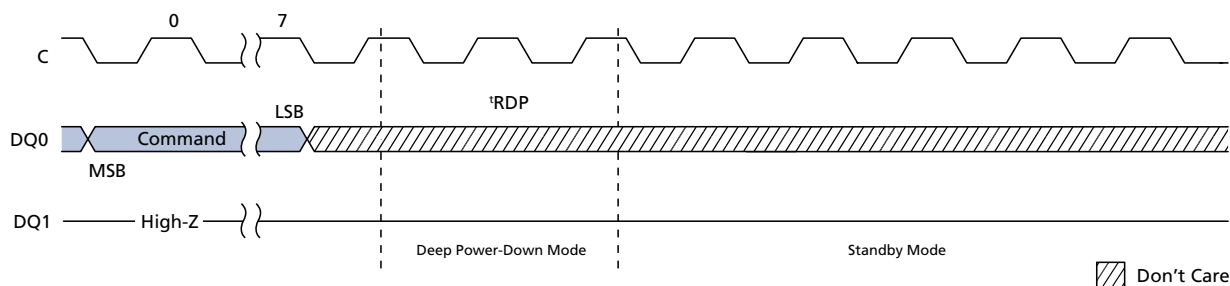 0 7
C
tRDP
LSB
DQ0 Command
MSB
DQ1 High-Z
Deep Power-Down Mode Standby Mode
Don't Care